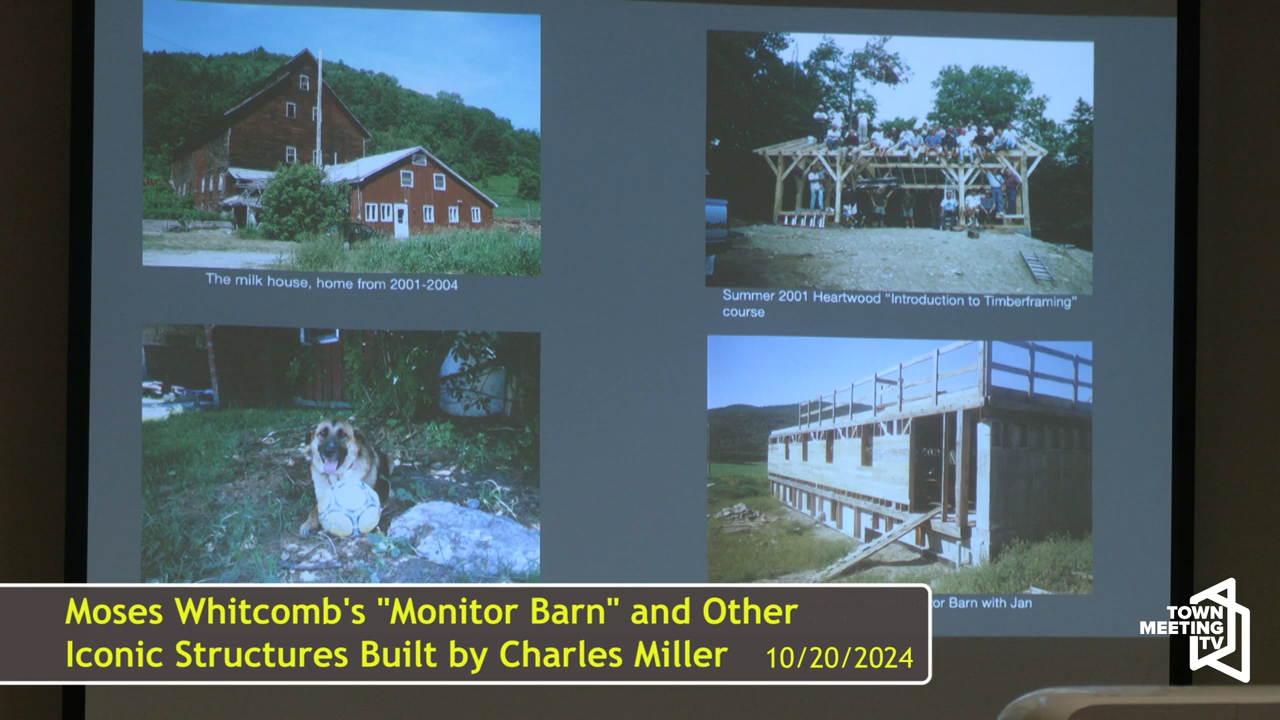 The milk house, home from 2001-2004
Summer 2001 Heartwood "Introduction to Timberframing"
course
Barn with Jan
Moses Whitcomb's "Monitor Barn" and Other
Iconic Structures Built by Charles Miller
10/20/2024
TOWN
MEETING
TV